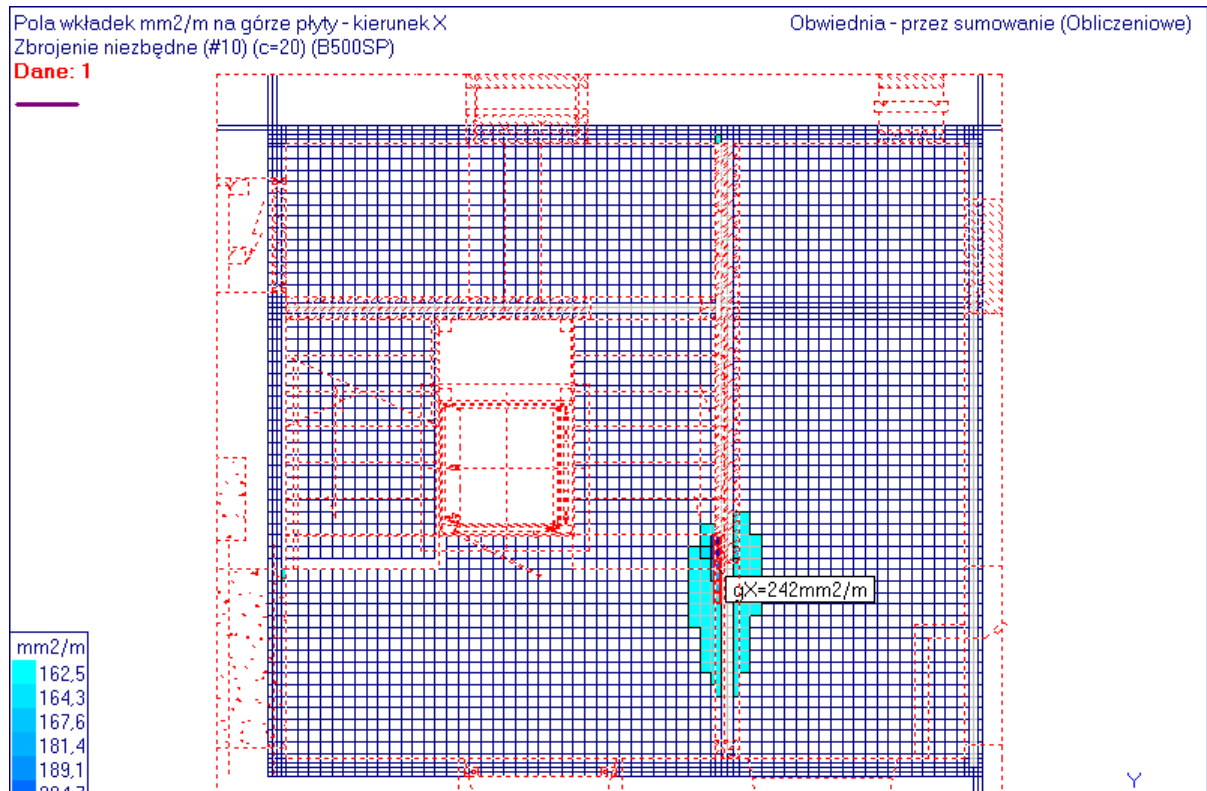 Pola wkładek mm2/m na górze płyty - kierunek X
Obwiednia - przez sumowanie (Obliczeniowe)
Zbrojenie niezbędne (#10) (c=20) (B500SP)
Dane: 1
gX=242mm2/m
mm2/m
162,5
164,3
167,6
181,4
189,1
Y